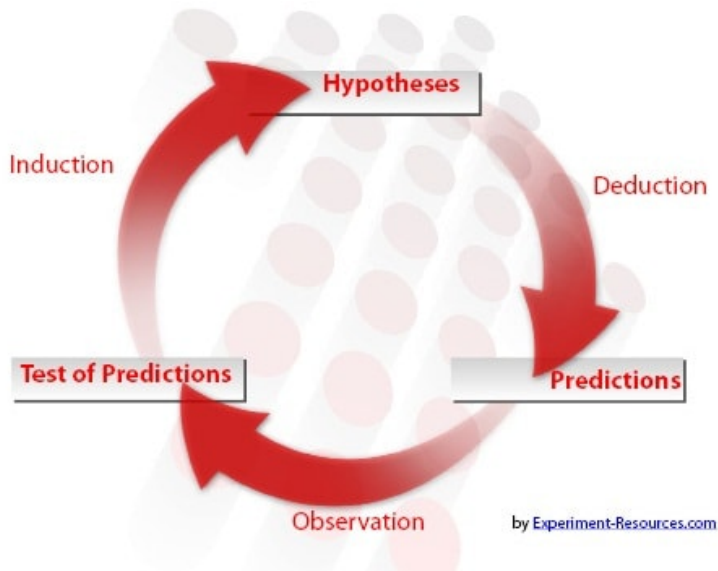 Hypotheses
Induction
Deduction
Test of Predictions
Predictions
Observation
by Experiment-Resources.com